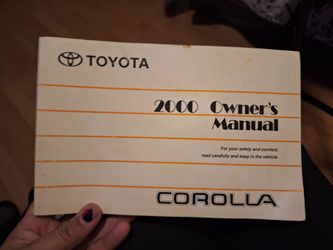 TOYOTA
2000 Owner's
Manual
For your safety and comfort,
read carefully and keep in the vehicle.
COROLLA